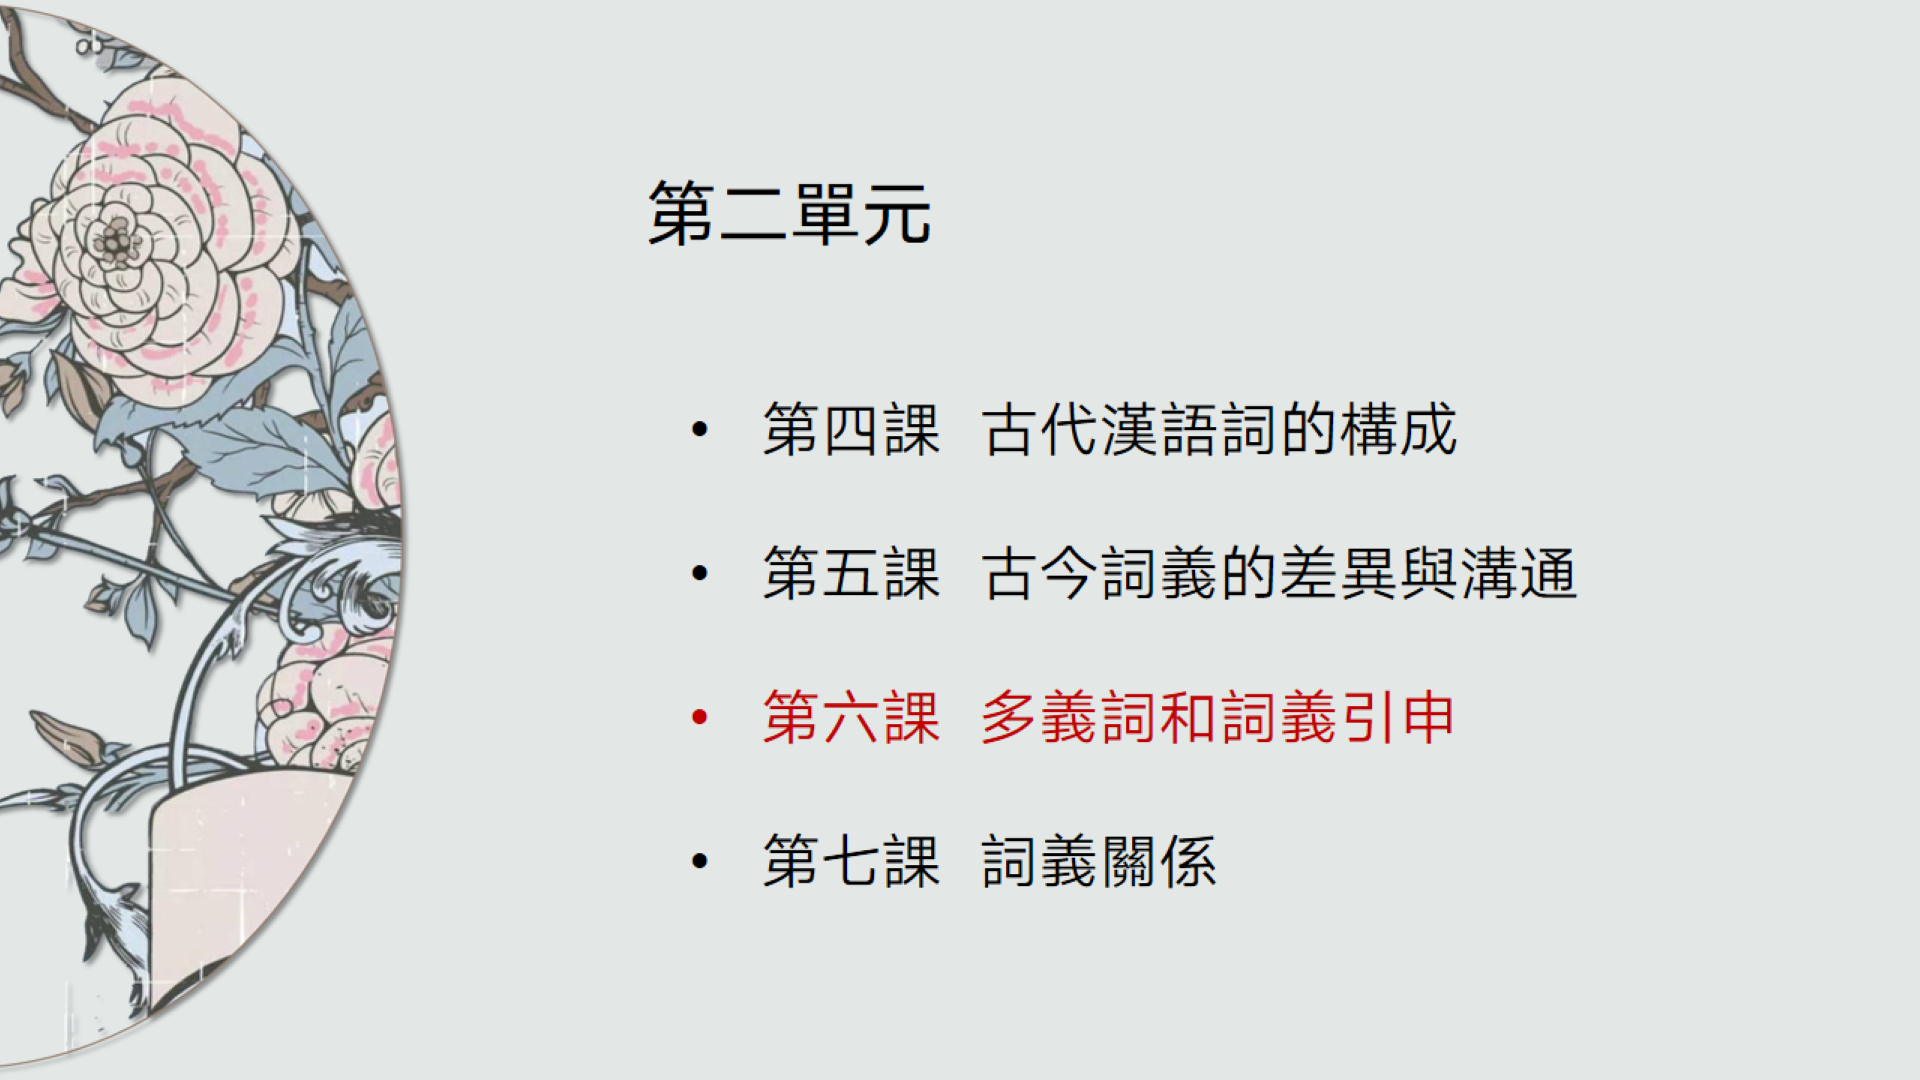 第二單元
• 第四課 古代漢語詞的構成
• 第五課 古今詞義的差異與溝通
• 第六課 多義詞和詞義引申
• 第七課 詞義關係